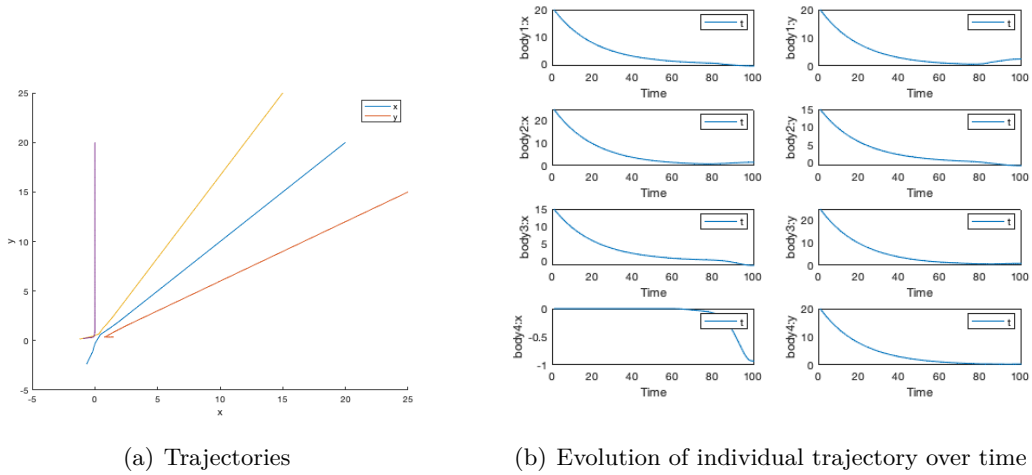 25
20
15
10
5
0
-5
-5 0 5 10 15 20 25
y
x
x
y
(a) Trajectories
body1:x
20
10
0
t
0 20 40 60 80 100
Time
body1:y
20
10
0
t
0 20 40 60 80 100
Time
body2:x
20
10
0
t
0 20 40 60 80 100
Time
body2:y
15
10
5
0
t
0 20 40 60 80 100
Time
body3:x
15
10
5
0
t
0 20 40 60 80 100
Time
body3:y
20
10
0
t
0 20 40 60 80 100
Time
body4:x
0
-0.5
-1
t
0 20 40 60 80 100
Time
body4:y
20
10
0
t
0 20 40 60 80 100
Time
(b) Evolution of individual trajectory over time